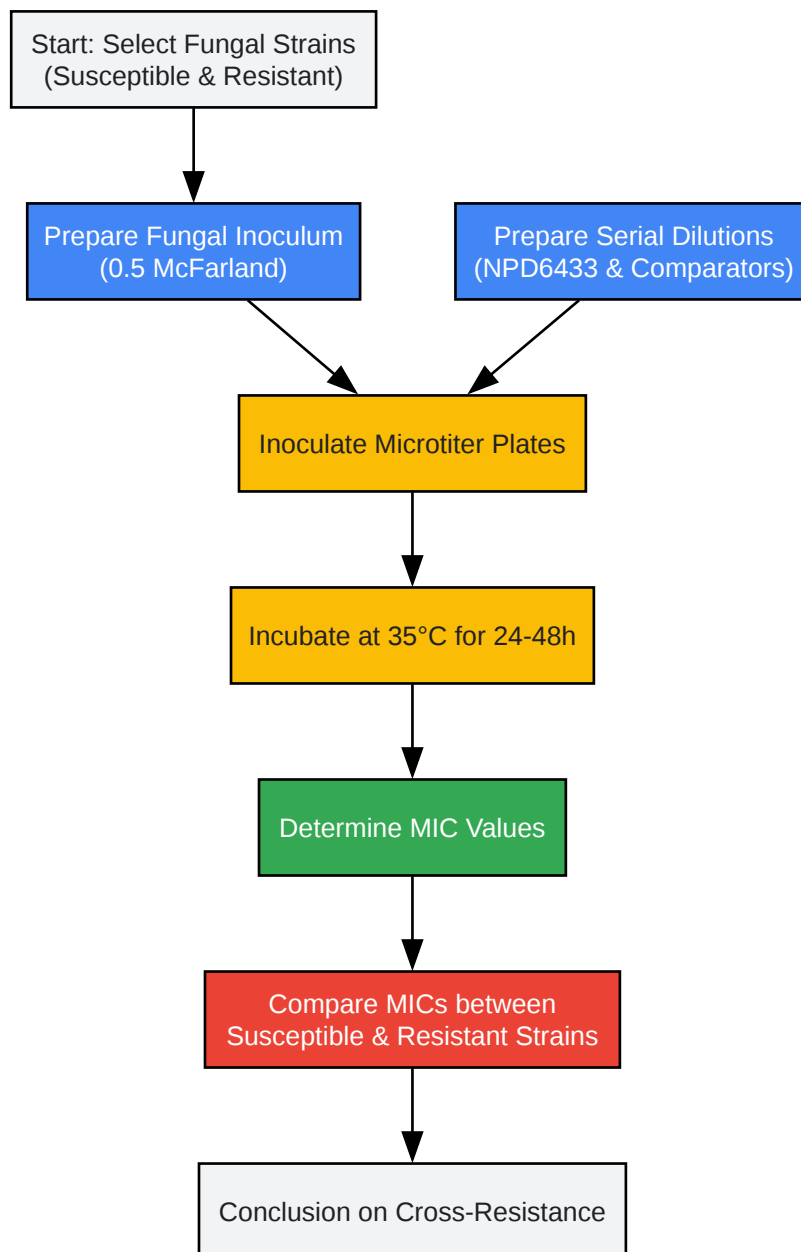 Start: Select Fungal Strains
(Susceptible & Resistant)
Prepare Fungal Inoculum
(0.5 McFarland)
Prepare Serial Dilutions
(NPD6433 & Comparators)
Inoculate Microtiter Plates
Incubate at 35°C for 24-48h
Determine MIC Values
Compare MICs between
Susceptible & Resistant Strains
Conclusion on Cross-Resistance